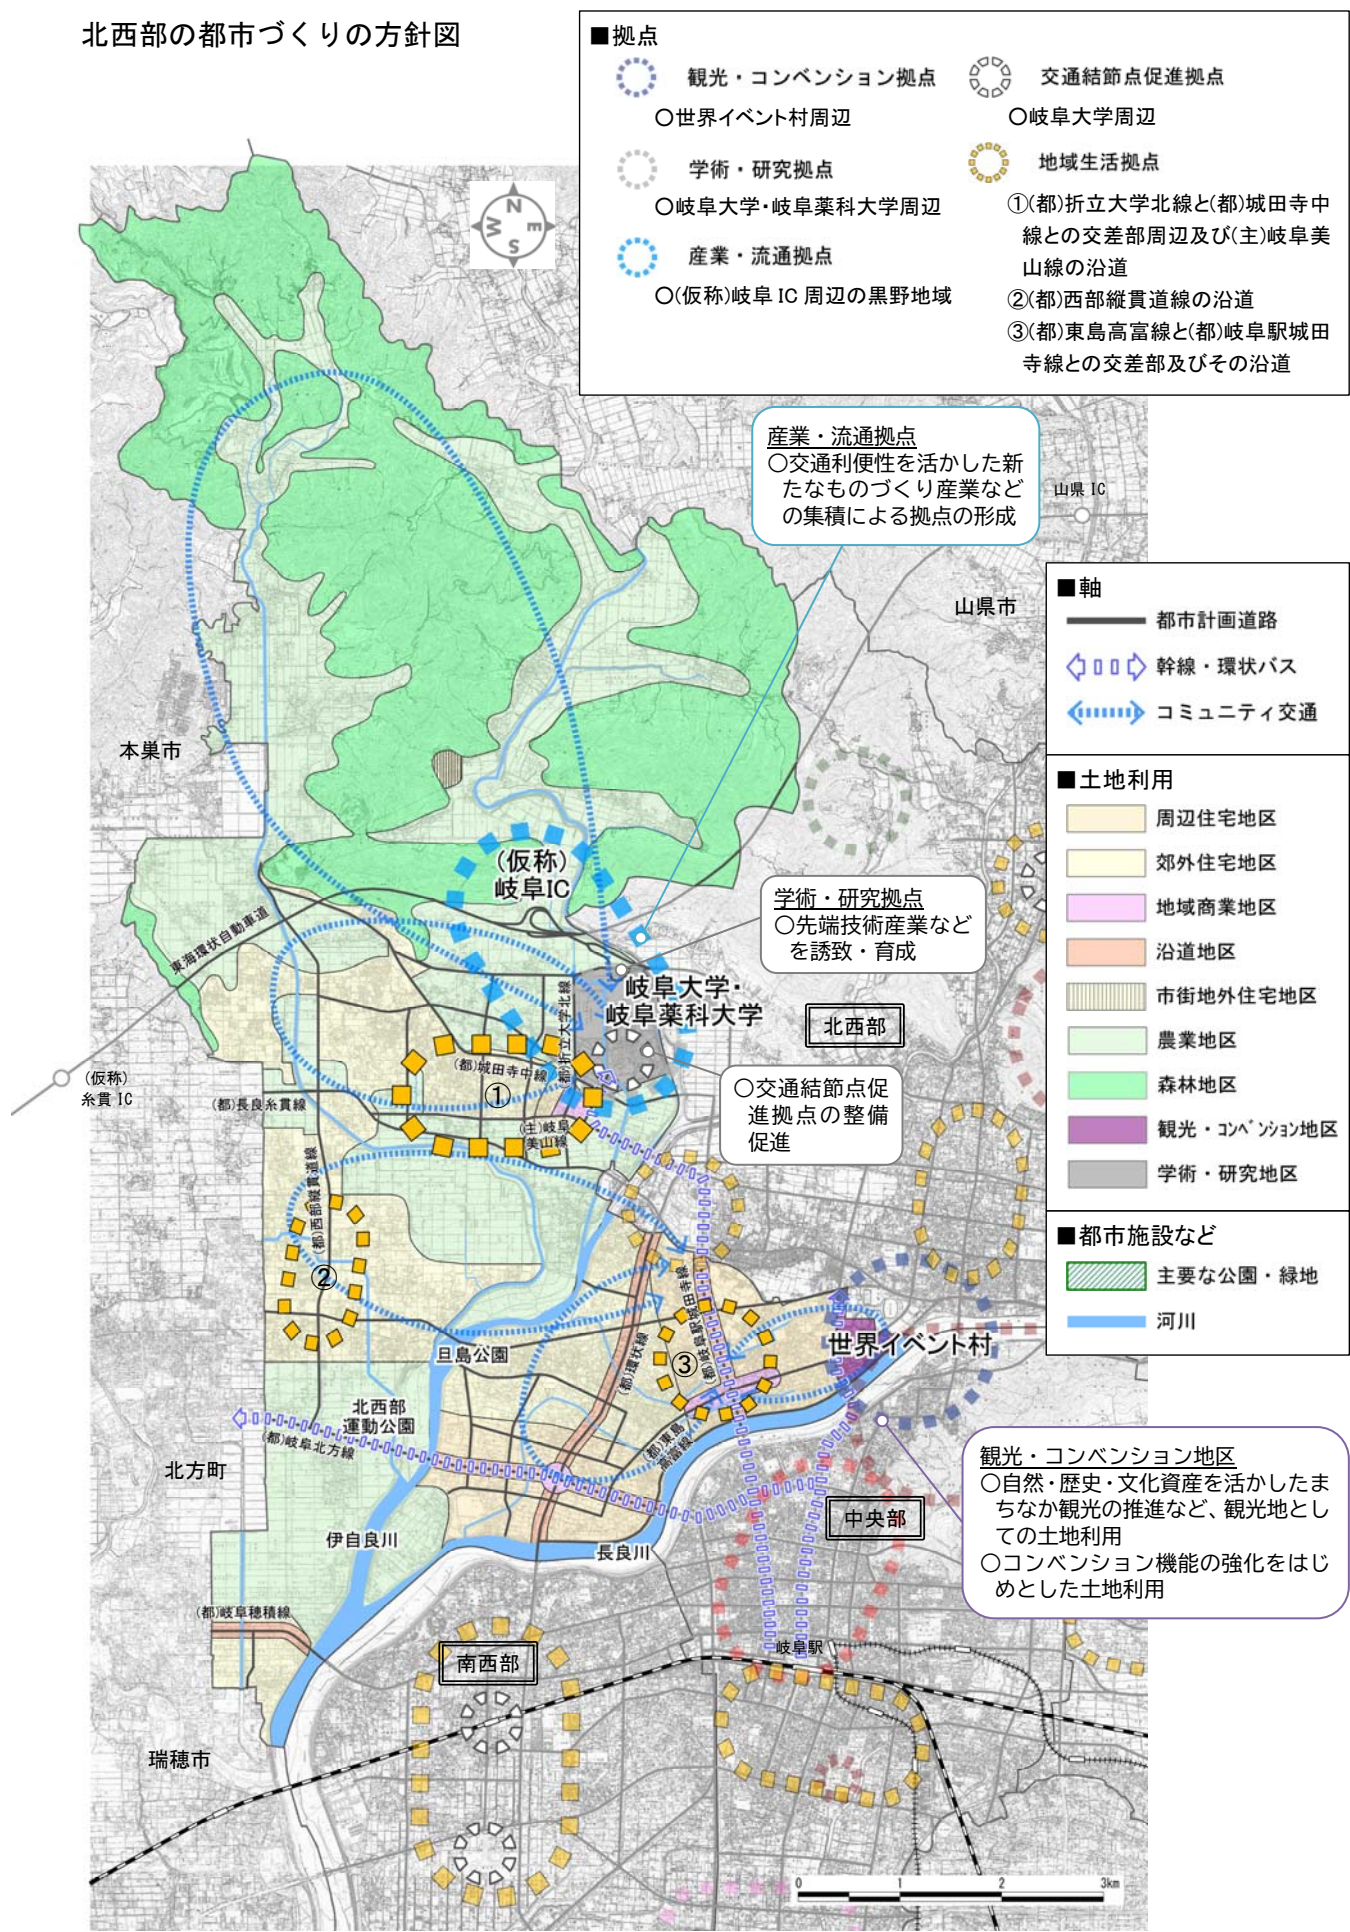 北西部の都市づくりの方針図
■拠点
観光・コンベンション拠点
○世界イベント村周辺
学術・研究拠点
○岐阜大学・岐阜薬科大学周辺
産業・流通拠点
○(仮称)岐阜 IC 周辺の黒野地域
交通結節点促進拠点
○岐阜大学周辺
地域生活拠点
①(都)折立大学北線と(都)城田寺中
線との交差部周辺及び(主)岐阜美
山線の沿道
②(都)西部縦貫道線の沿道
③(都)東島高富線と(都)岐阜駅城田
寺線との交差部及びその沿道
N
W
E
S
産業・流通拠点
○交通利便性を活かした新
たなものづくり産業など
の集積による拠点の形成
山県 IC
山県市
■軸
都市計画道路
幹線・環状バス
コミュニティ交通
本巣市
■土地利用
周辺住宅地区
郊外住宅地区
地域商業地区
沿道地区
市街地外住宅地区
農業地区
森林地区
観光・コンベンション地区
学術・研究地区
■都市施設など
主要な公園・緑地
河川
(仮称)
岐阜IC
学術・研究拠点
○先端技術産業など
を誘致・育成
東海環状自動車道
岐阜大学・
岐阜薬科大学
北西部
(都)折立大学北線
(都)城田寺中線
①
(仮称)
糸貫 IC
(都)長良糸貫線
(主)岐阜
美山線
○交通結節点促
進拠点の整備
促進
(都)西部縦貫道線
②
(都)岐阜駅城田寺線
(都)環状線
③
世界イベント村
旦島公園
北西部
運動公園
(都)岐阜北方線
(都)東島
高富線
北方町
観光・コンベンション地区
○自然・歴史・文化資産を活かしたま
ちなか観光の推進など、観光地とし
ての土地利用
○コンベンション機能の強化をはじ
めとした土地利用
中央部
伊自良川
長良川
(都)岐阜穂積線
岐阜駅
南西部
瑞穂市
0 1 2 3km